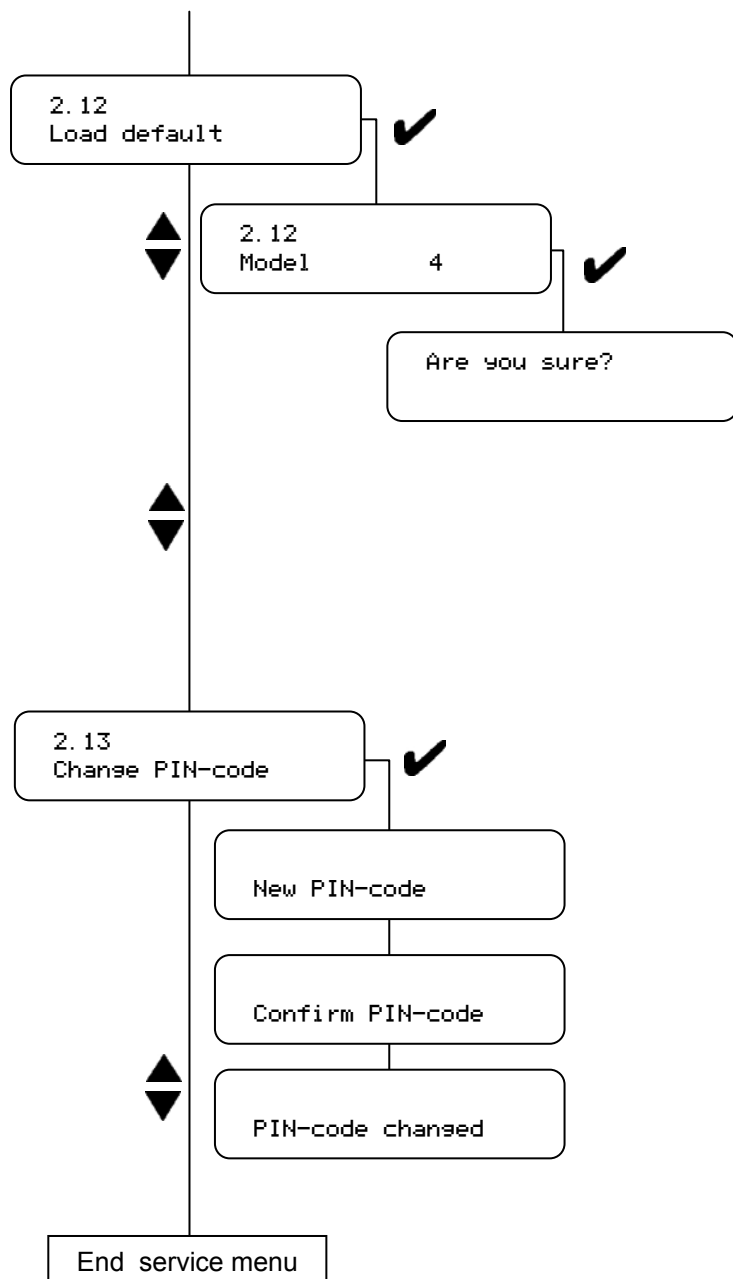 2.12
Load default
2.12
Model 4
Are you sure?
2.13
Change PIN-code
New PIN-code
Confirm PIN-code
PIN-code changed
End service menu